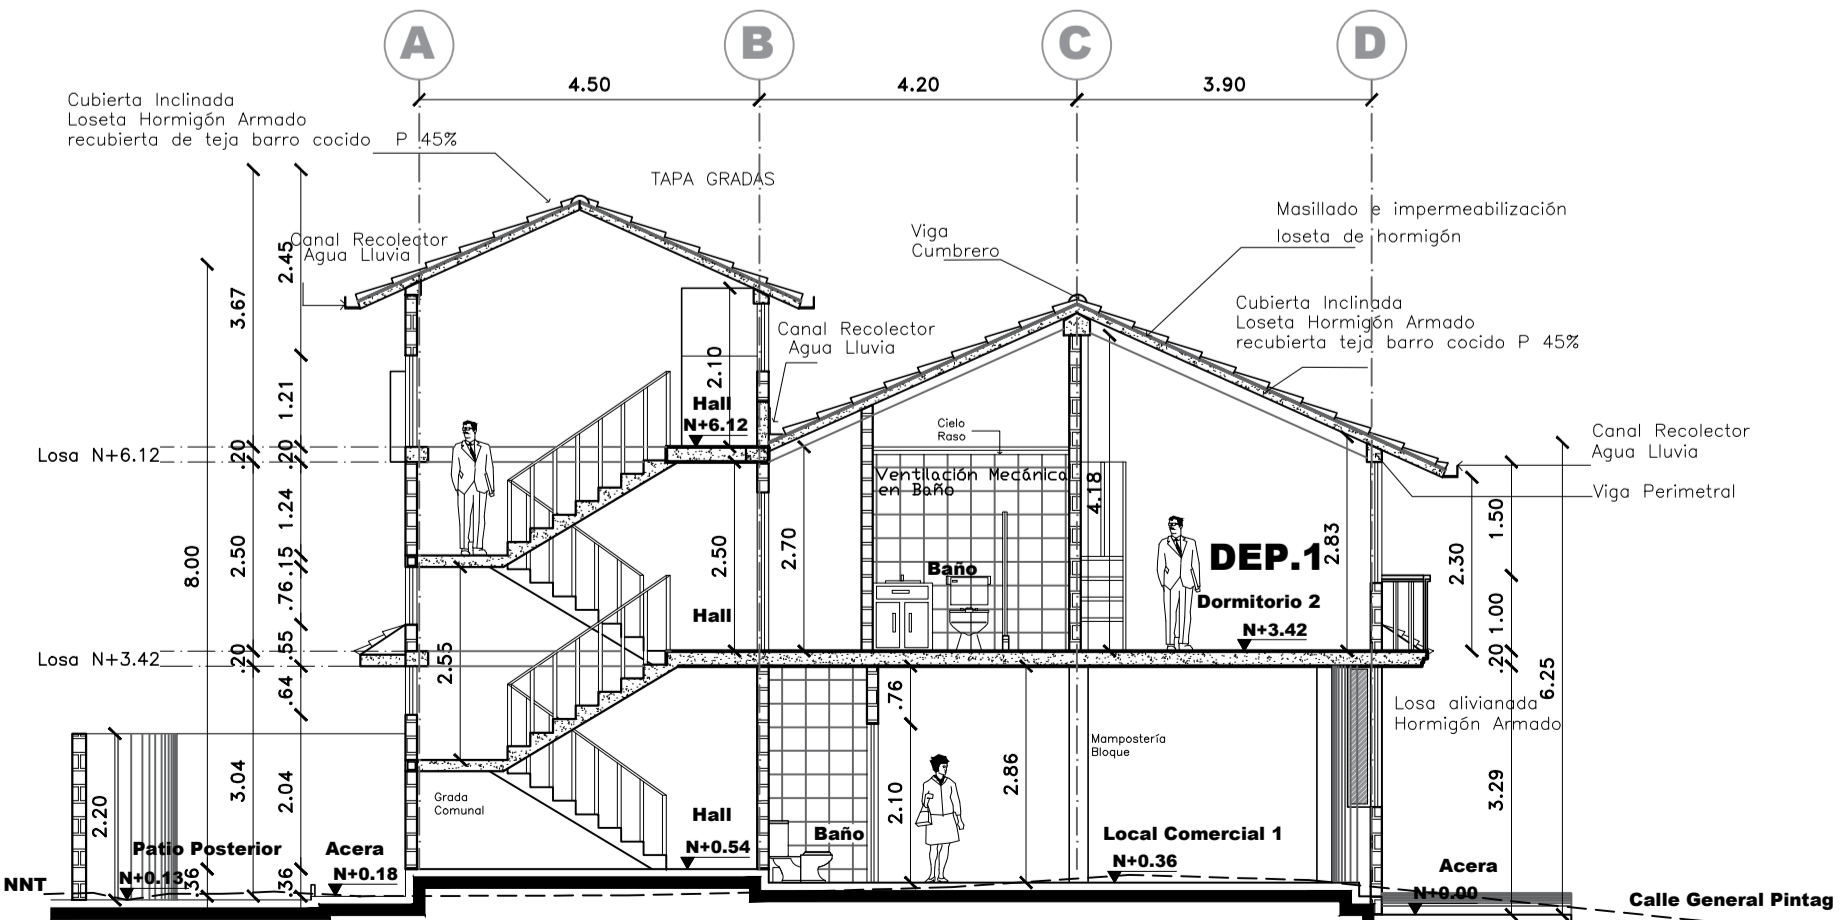 A
B
C
D
4.50
4.20
3.90
Cubierta Inclinada
Loseta Hormigón Armado
recubierta de teja barro cocido P 45%
TAPA GRADAS
Canal Recolector
Agua Lluvia
Viga
Cumbrero
Masillado e impermeabilización
loseta de hormigón
Cubierta Inclinada
Loseta Hormigón Armado
recubierta teja barro cocido P 45%
Canal Recolector
Agua Lluvia
Canal Recolector
Agua Lluvia
Viga Perimetral
2.45
3.67
1.21
.20
.20
1.24
8.00
2.50
.15
.76
.55
.20
.64
3.04
2.04
2.20
.36
.36
Losa N+6.12
Losa N+3.42
2.10
Hall
N+6.12
Cielo
Raso
Ventilación Mecánica
en Baño
4.18
2.50
2.70
Baño
DEP.1
2.83
Dormitorio 2
N+3.42
Hall
2.55
1.50
2.30
1.00
.20
6.25
3.29
Losa alivianada
Hormigón Armado
.76
2.86
2.10
Mampostería
Bloque
Grada
Comunal
Hall
N+0.54
Baño
Local Comercial 1
N+0.36
Patio Posterior
N+0.13
Acera
N+0.18
NNT
Acera
N+0.00
Calle General Pintag